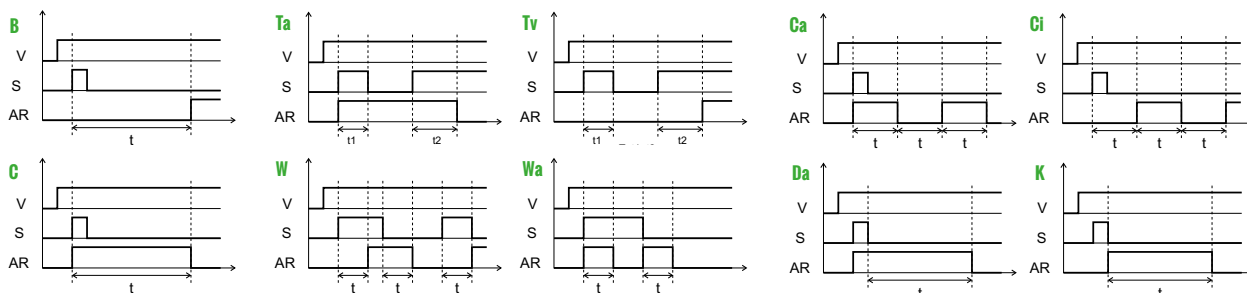 B Ta Tv Ca Ci
V V V V V
S S S S S
AR AR AR AR AR
t t1 t2 t1 t2 t t t t t t
C W Wa Da K
V V V V V
S S S S S
AR AR AR AR AR
t t t t t t t t